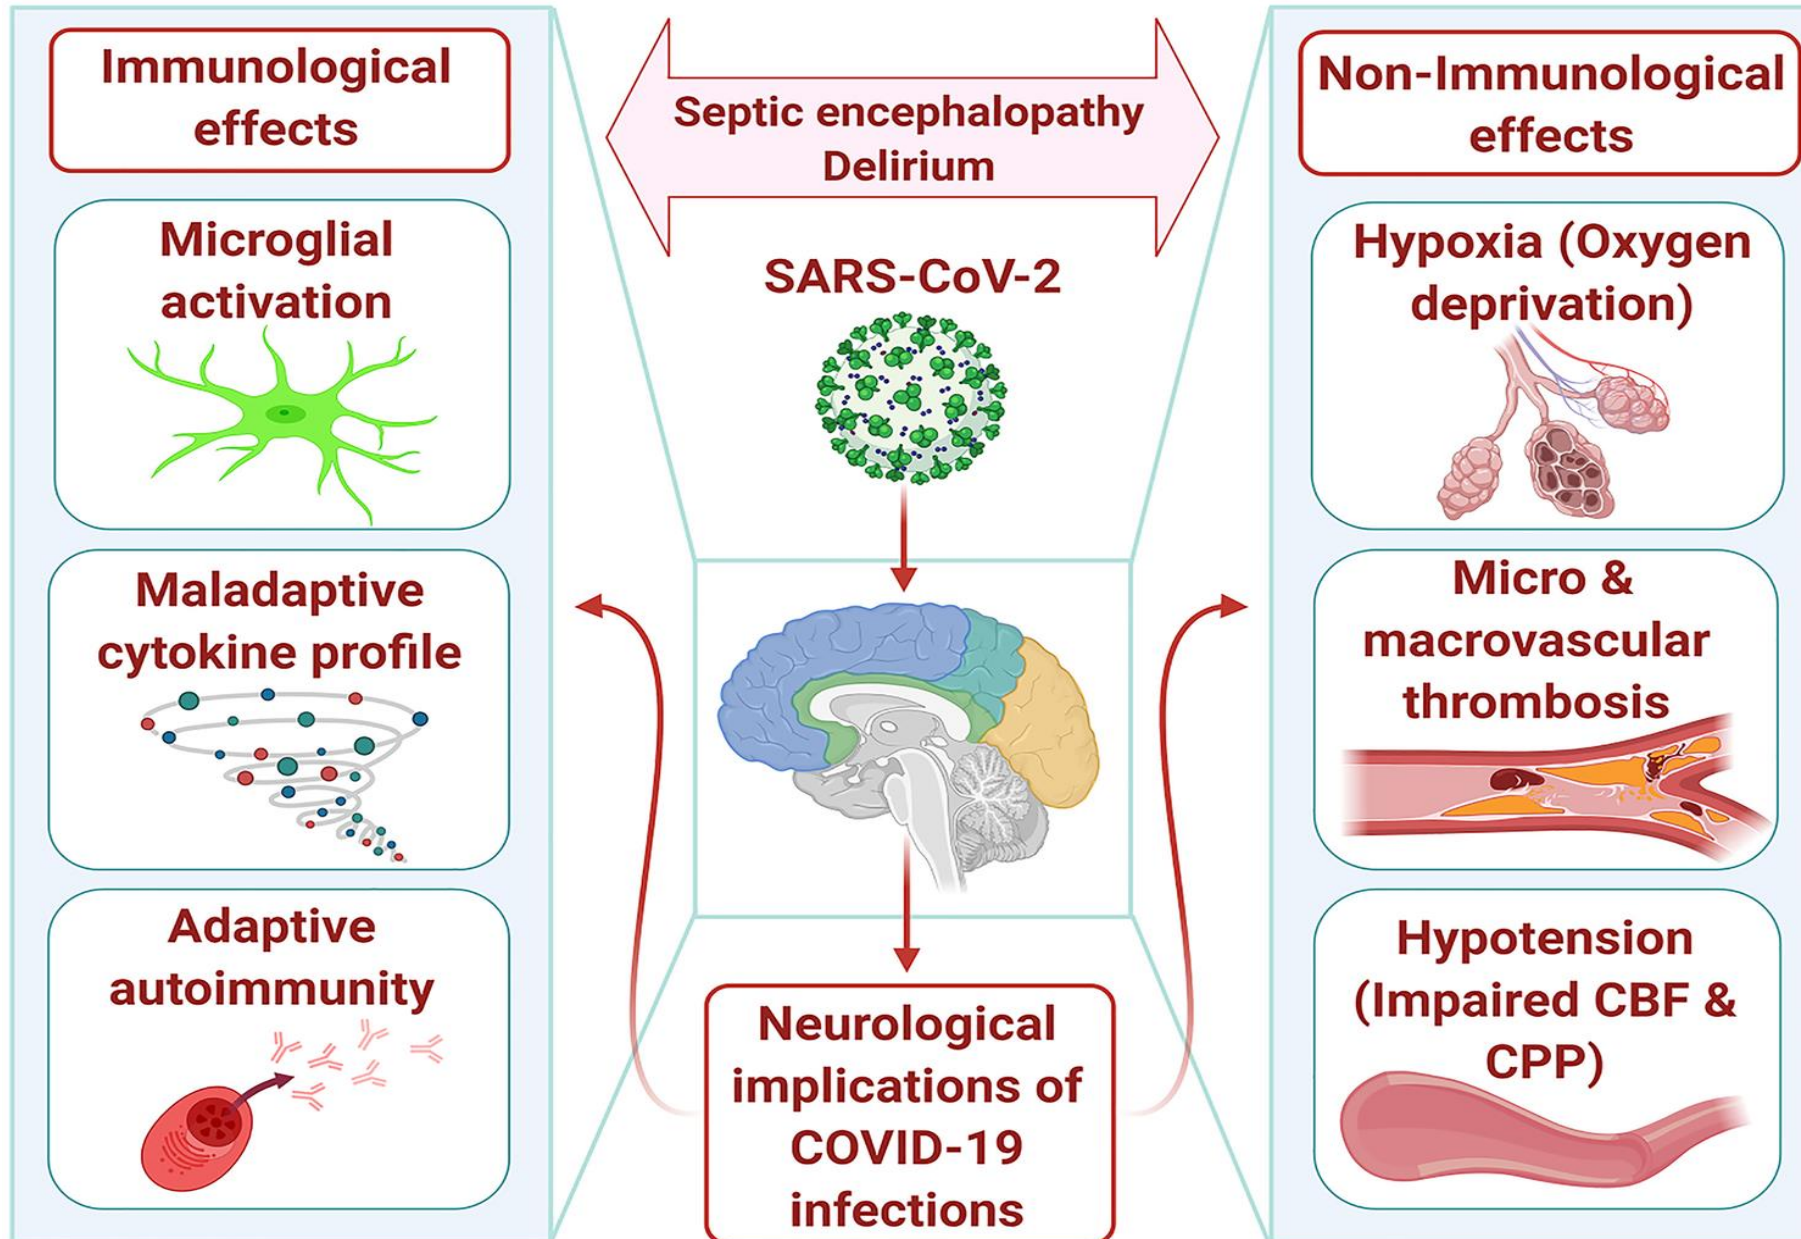 Immunological
effects
Microglial
activation
Maladaptive
cytokine profile
Adaptive
autoimmunity
Septic encephalopathy
Delirium
SARS-CoV-2
Neurological
implications of
COVID-19
infections
Non-Immunological
effects
Hypoxia (Oxygen
deprivation)
Micro &
macrovascular
thrombosis
Hypotension
(Impaired CBF &
CPP)